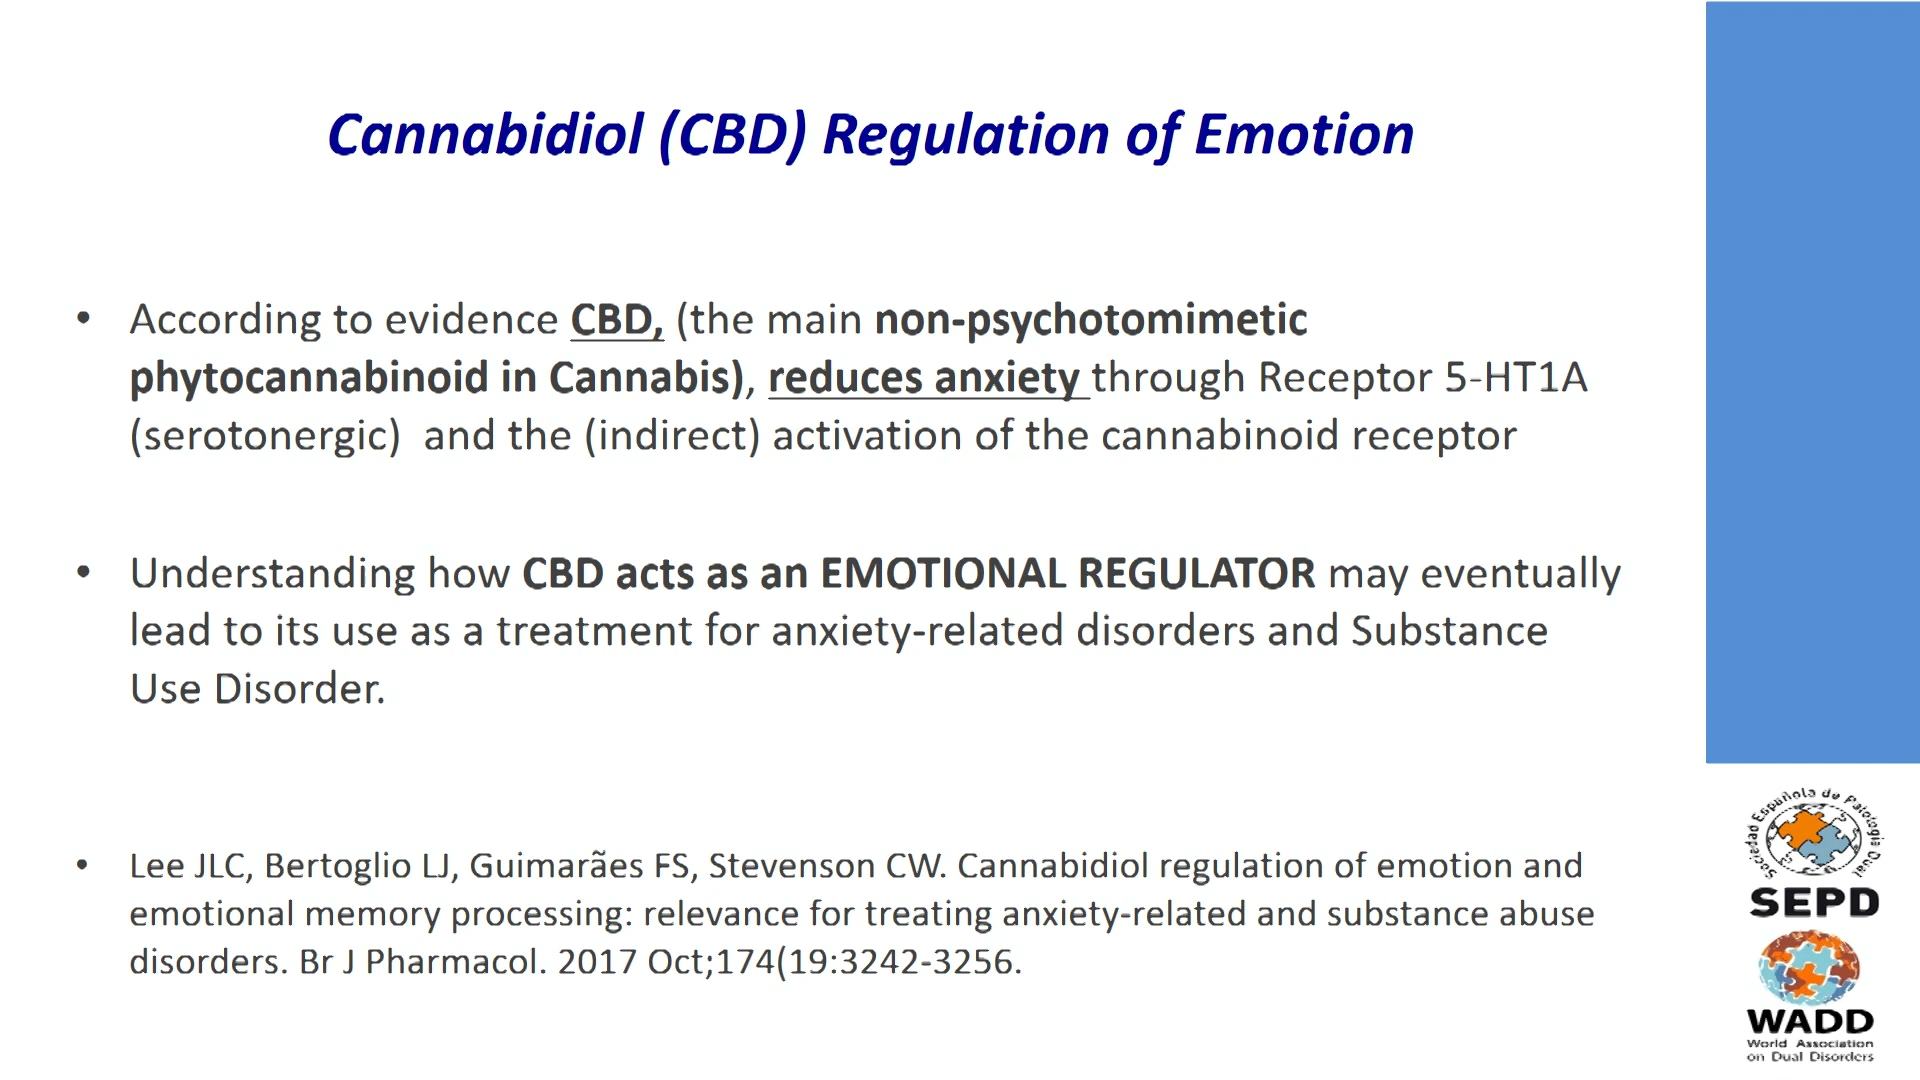 Cannabidiol (CBD) Regulation of Emotion
• According to evidence CBD, (the main non-psychotomimetic
phytocannabinoid in Cannabis), reduces anxiety through Receptor 5-HT1A
(serotonergic)  and the (indirect) activation of the cannabinoid receptor
• Understanding how CBD acts as an EMOTIONAL REGULATOR may eventually
lead to its use as a treatment for anxiety-related disorders and Substance
Use Disorder.
• Lee JLC, Bertoglio LJ, Guimarães FS, Stevenson CW. Cannabidiol regulation of emotion and
emotional memory processing: relevance for treating anxiety-related and substance abuse
disorders. Br J Pharmacol. 2017 Oct;174(19:3242-3256.
Sociedad Española de Patología Dual
SEPD
WADD
World Association
on Dual Disorders